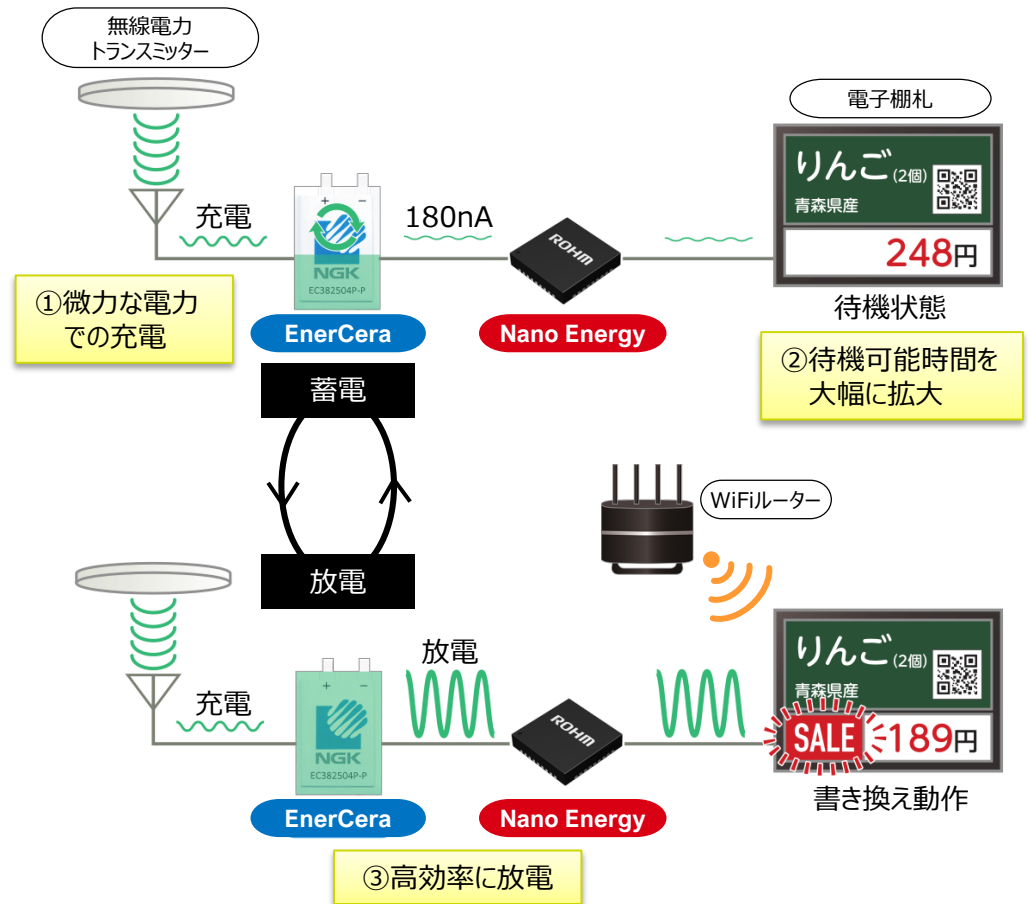 無線電力
トランスミッター
電子棚札
りんご(2個)
青森県産
248円
待機状態
充電
180nA
+ −
NGK
EC382504P-P
ROHM
①微力な電力
での充電
EnerCera
Nano Energy
②待機可能時間を
大幅に拡大
蓄電
WiFiルーター
放電
りんご(2個)
青森県産
SALE
189円
書き換え動作
充電
放電
+ −
NGK
EC382504P-P
ROHM
EnerCera
Nano Energy
③高効率に放電